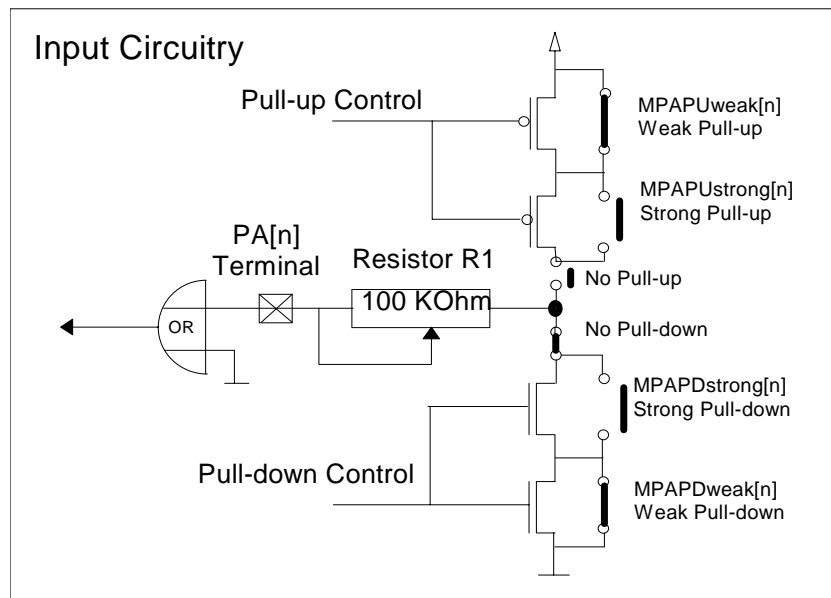 Input Circuitry
Pull-up Control
MPAPUweak[n]
Weak Pull-up
MPAPUstrong[n]
Strong Pull-up
PA[n]
Terminal
Resistor R1
100 KOhm
No Pull-up
OR
No Pull-down
MPAPDstrong[n]
Strong Pull-down
Pull-down Control
MPAPDweak[n]
Weak Pull-down